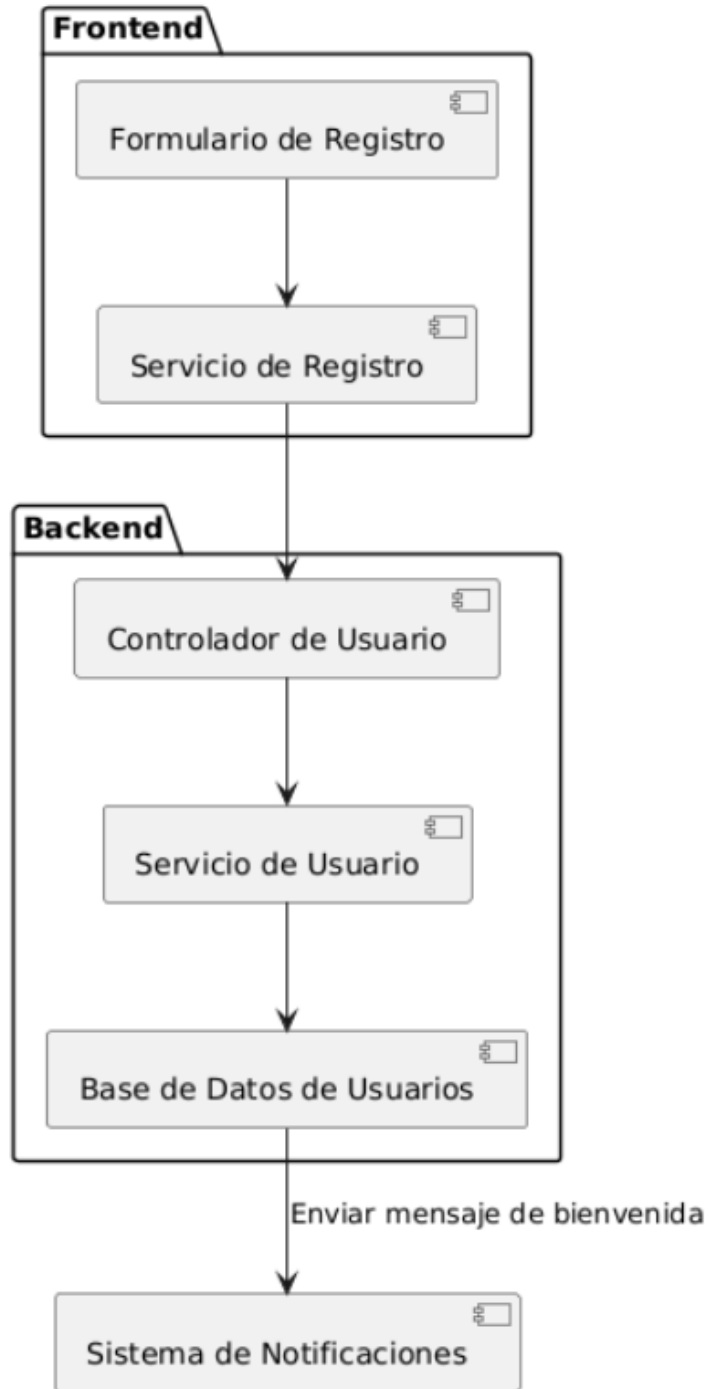 Frontend
Formulario de Registro
Servicio de Registro
Backend
Controlador de Usuario
Servicio de Usuario
Base de Datos de Usuarios
Enviar mensaje de bienvenida
Sistema de Notificaciones